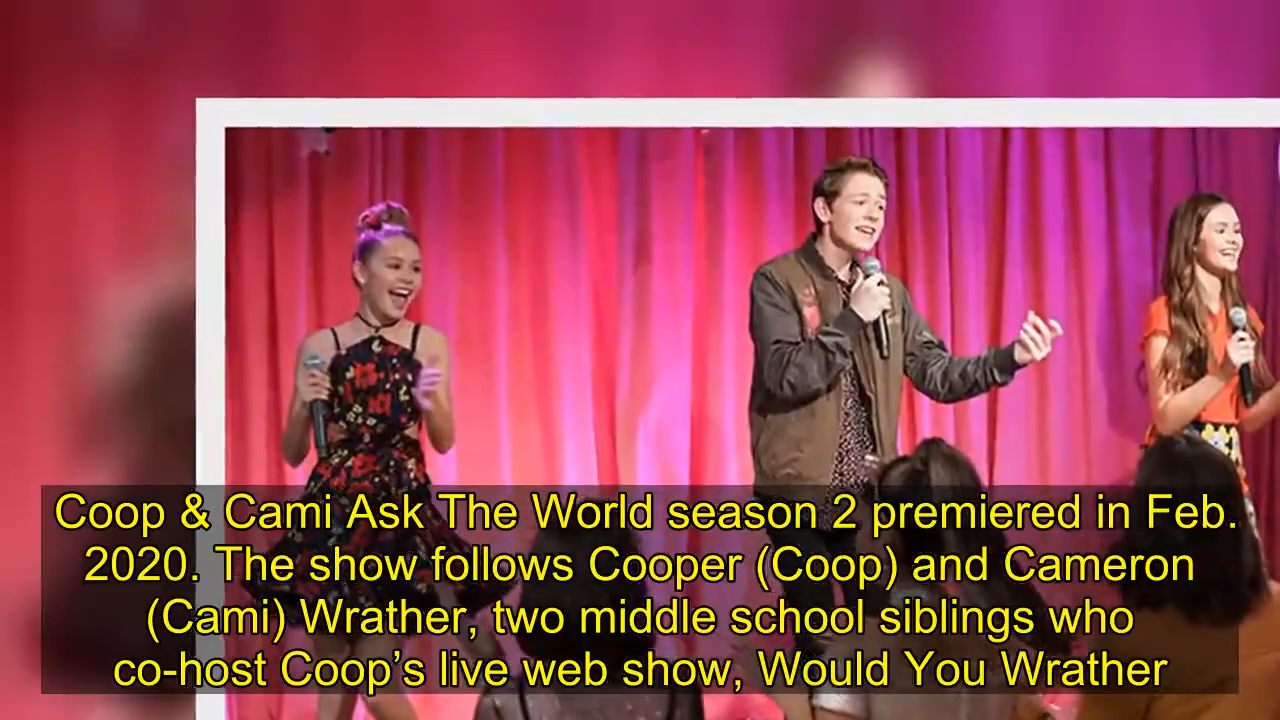 Coop & Cami Ask The World season 2 premiered in Feb.
2020. The show follows Cooper (Coop) and Cameron
(Cami) Wrather, two middle school siblings who
co-host Coop’s live web show, Would You Wrather